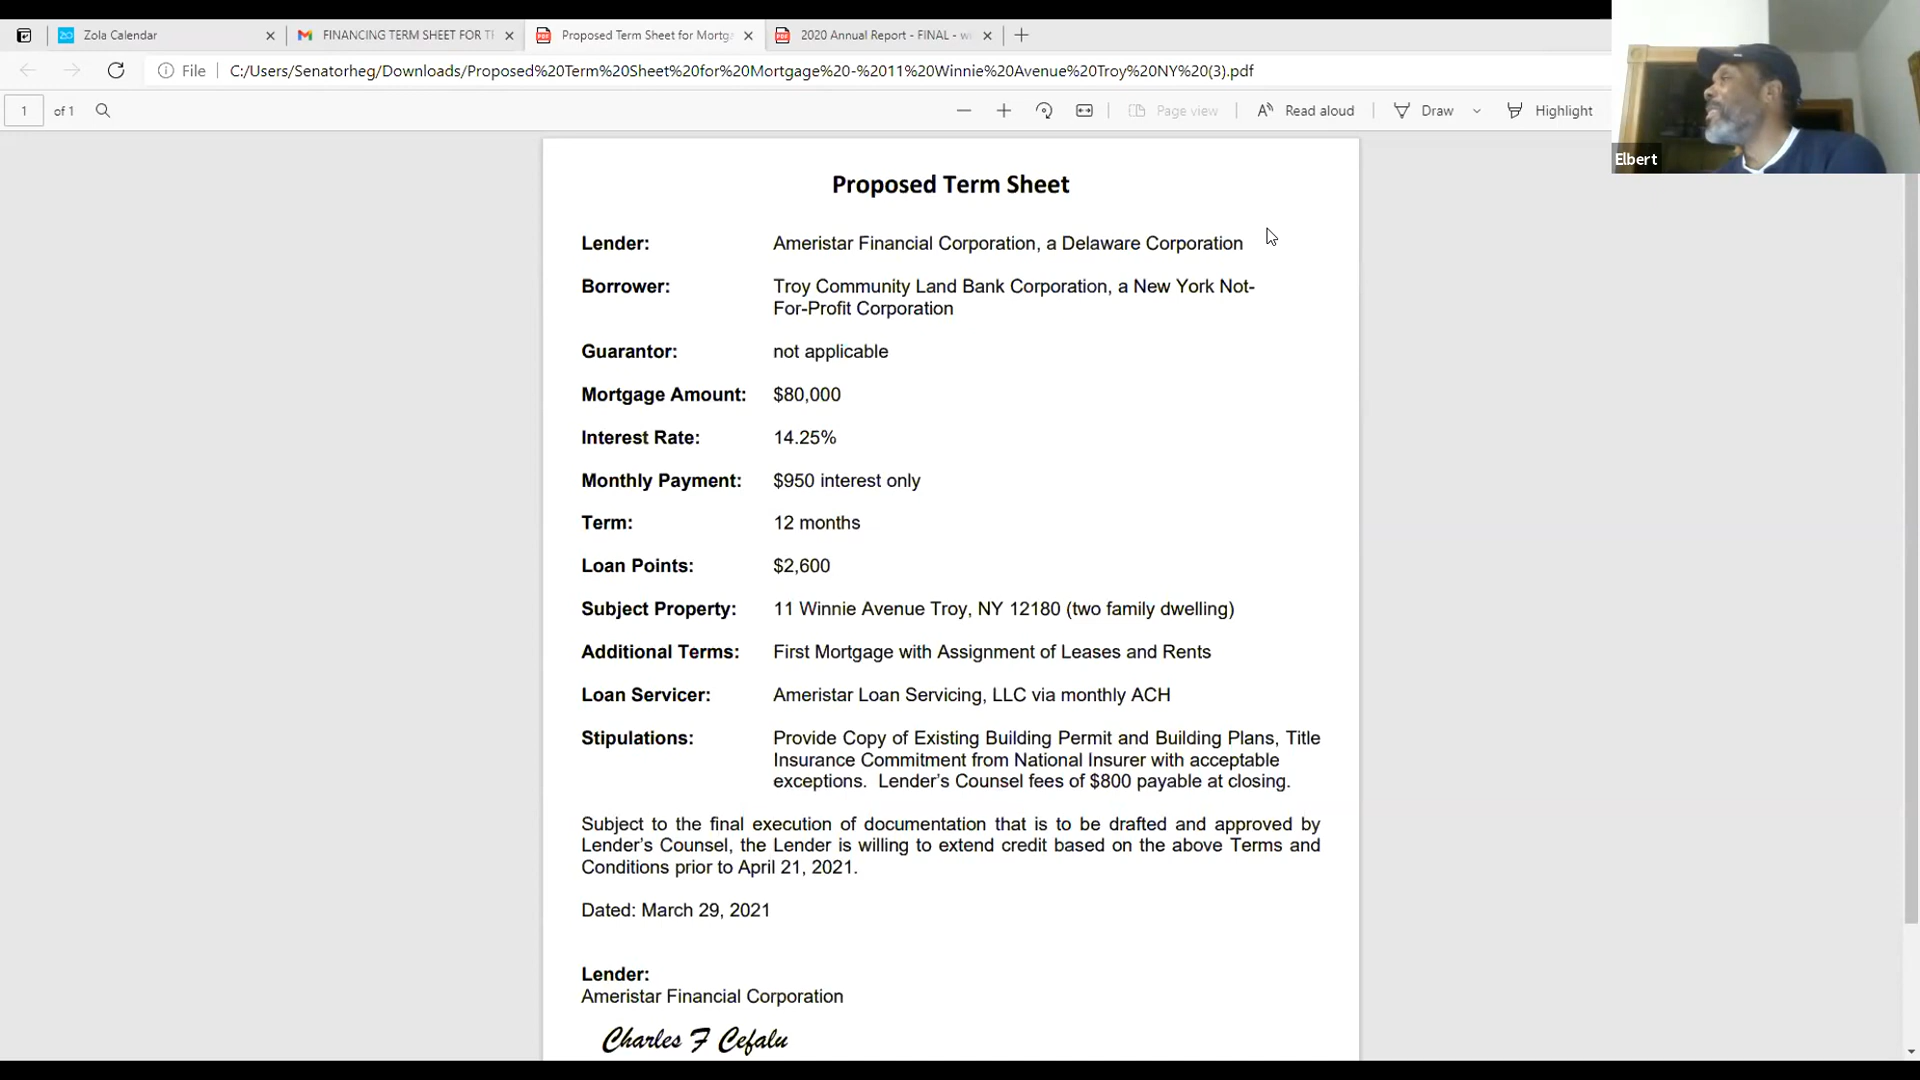 Zola Calendar
FINANCING TERM SHEET FOR T
Proposed Term Sheet for Mortg
2020 Annual Report - FINAL - w
File
C:/Users/Senatorheg/Downloads/Proposed%20Term%20Sheet%20for%20Mortgage%20-%2011%20Winnie%20Avenue%20Troy%20NY%20(3).pdf
1 of 1
Page view
Read aloud
Draw
Highlight
Elbert
Proposed Term Sheet
Lender: Ameristar Financial Corporation, a Delaware Corporation
Borrower: Troy Community Land Bank Corporation, a New York Not-
For-Profit Corporation
Guarantor: not applicable
Mortgage Amount: $80,000
Interest Rate: 14.25%
Monthly Payment: $950 interest only
Term: 12 months
Loan Points: $2,600
Subject Property: 11 Winnie Avenue Troy, NY 12180 (two family dwelling)
Additional Terms: First Mortgage with Assignment of Leases and Rents
Loan Servicer: Ameristar Loan Servicing, LLC via monthly ACH
Stipulations: Provide Copy of Existing Building Permit and Building Plans, Title
Insurance Commitment from National Insurer with acceptable
exceptions. Lender's Counsel fees of $800 payable at closing.
Subject to the final execution of documentation that is to be drafted and approved by
Lender's Counsel, the Lender is willing to extend credit based on the above Terms and
Conditions prior to April 21, 2021.
Dated: March 29, 2021
Lender:
Ameristar Financial Corporation
Charles F Cefalu